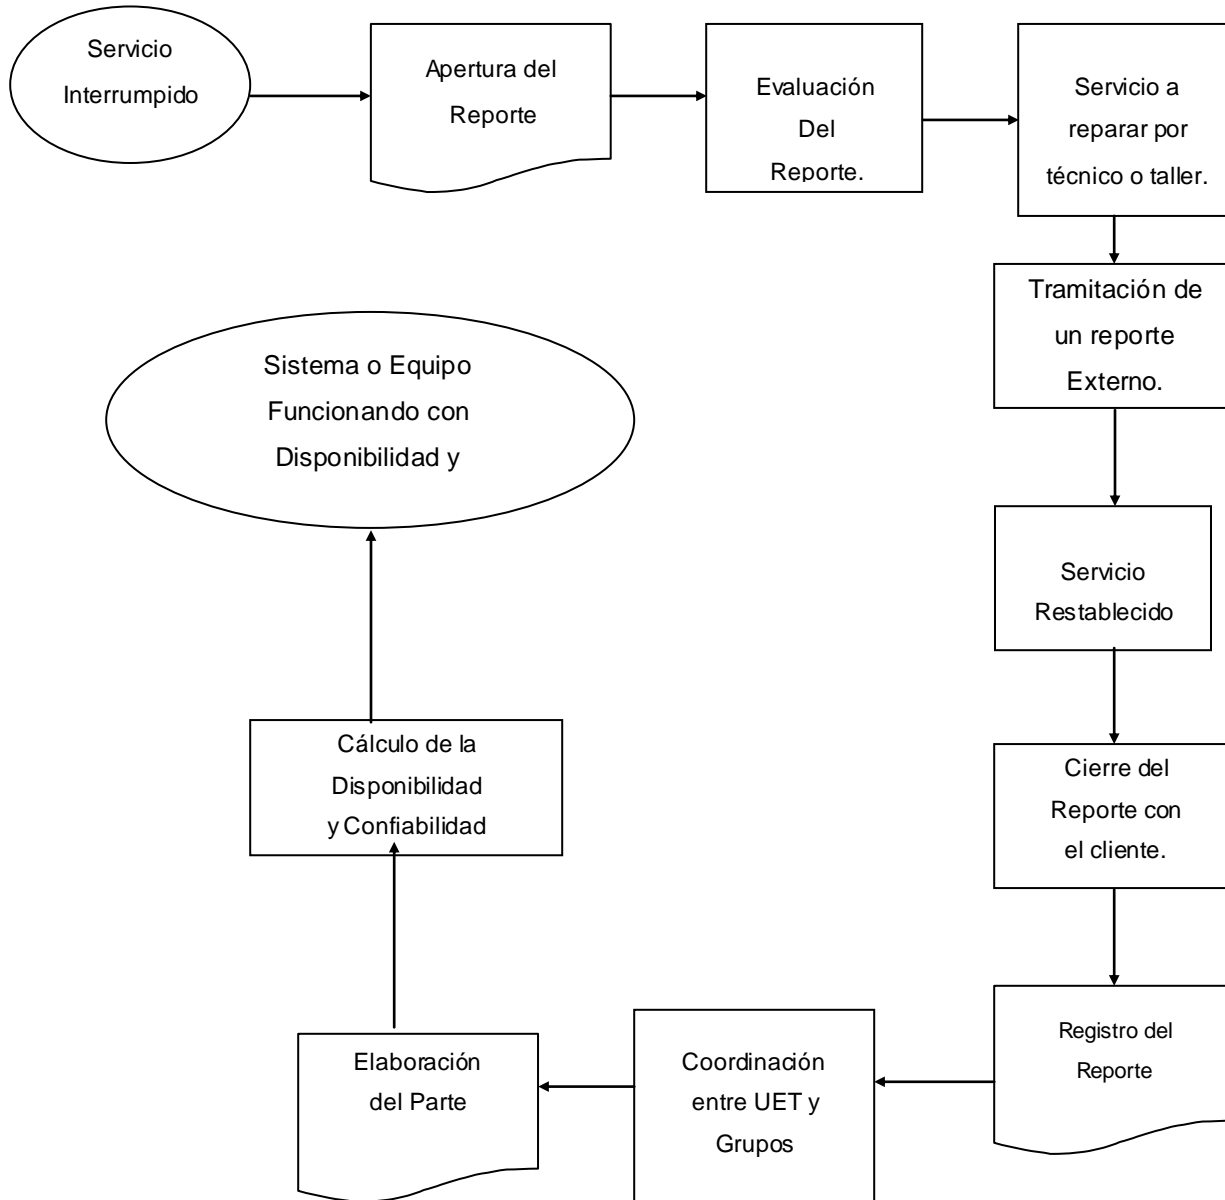 Servicio
Interrumpido
Apertura del
Reporte
Evaluación
Del
Reporte.
Servicio a
reparar por
técnico o taller.
Tramitación de
un reporte
Externo.
Servicio
Restablecido
Cierre del
Reporte con
el cliente.
Registro del
Reporte
Coordinación
entre UET y
Grupos
Elaboración
del Parte
Cálculo de la
Disponibilidad
y Confiabilidad
Sistema o Equipo
Funcionando con
Disponibilidad y